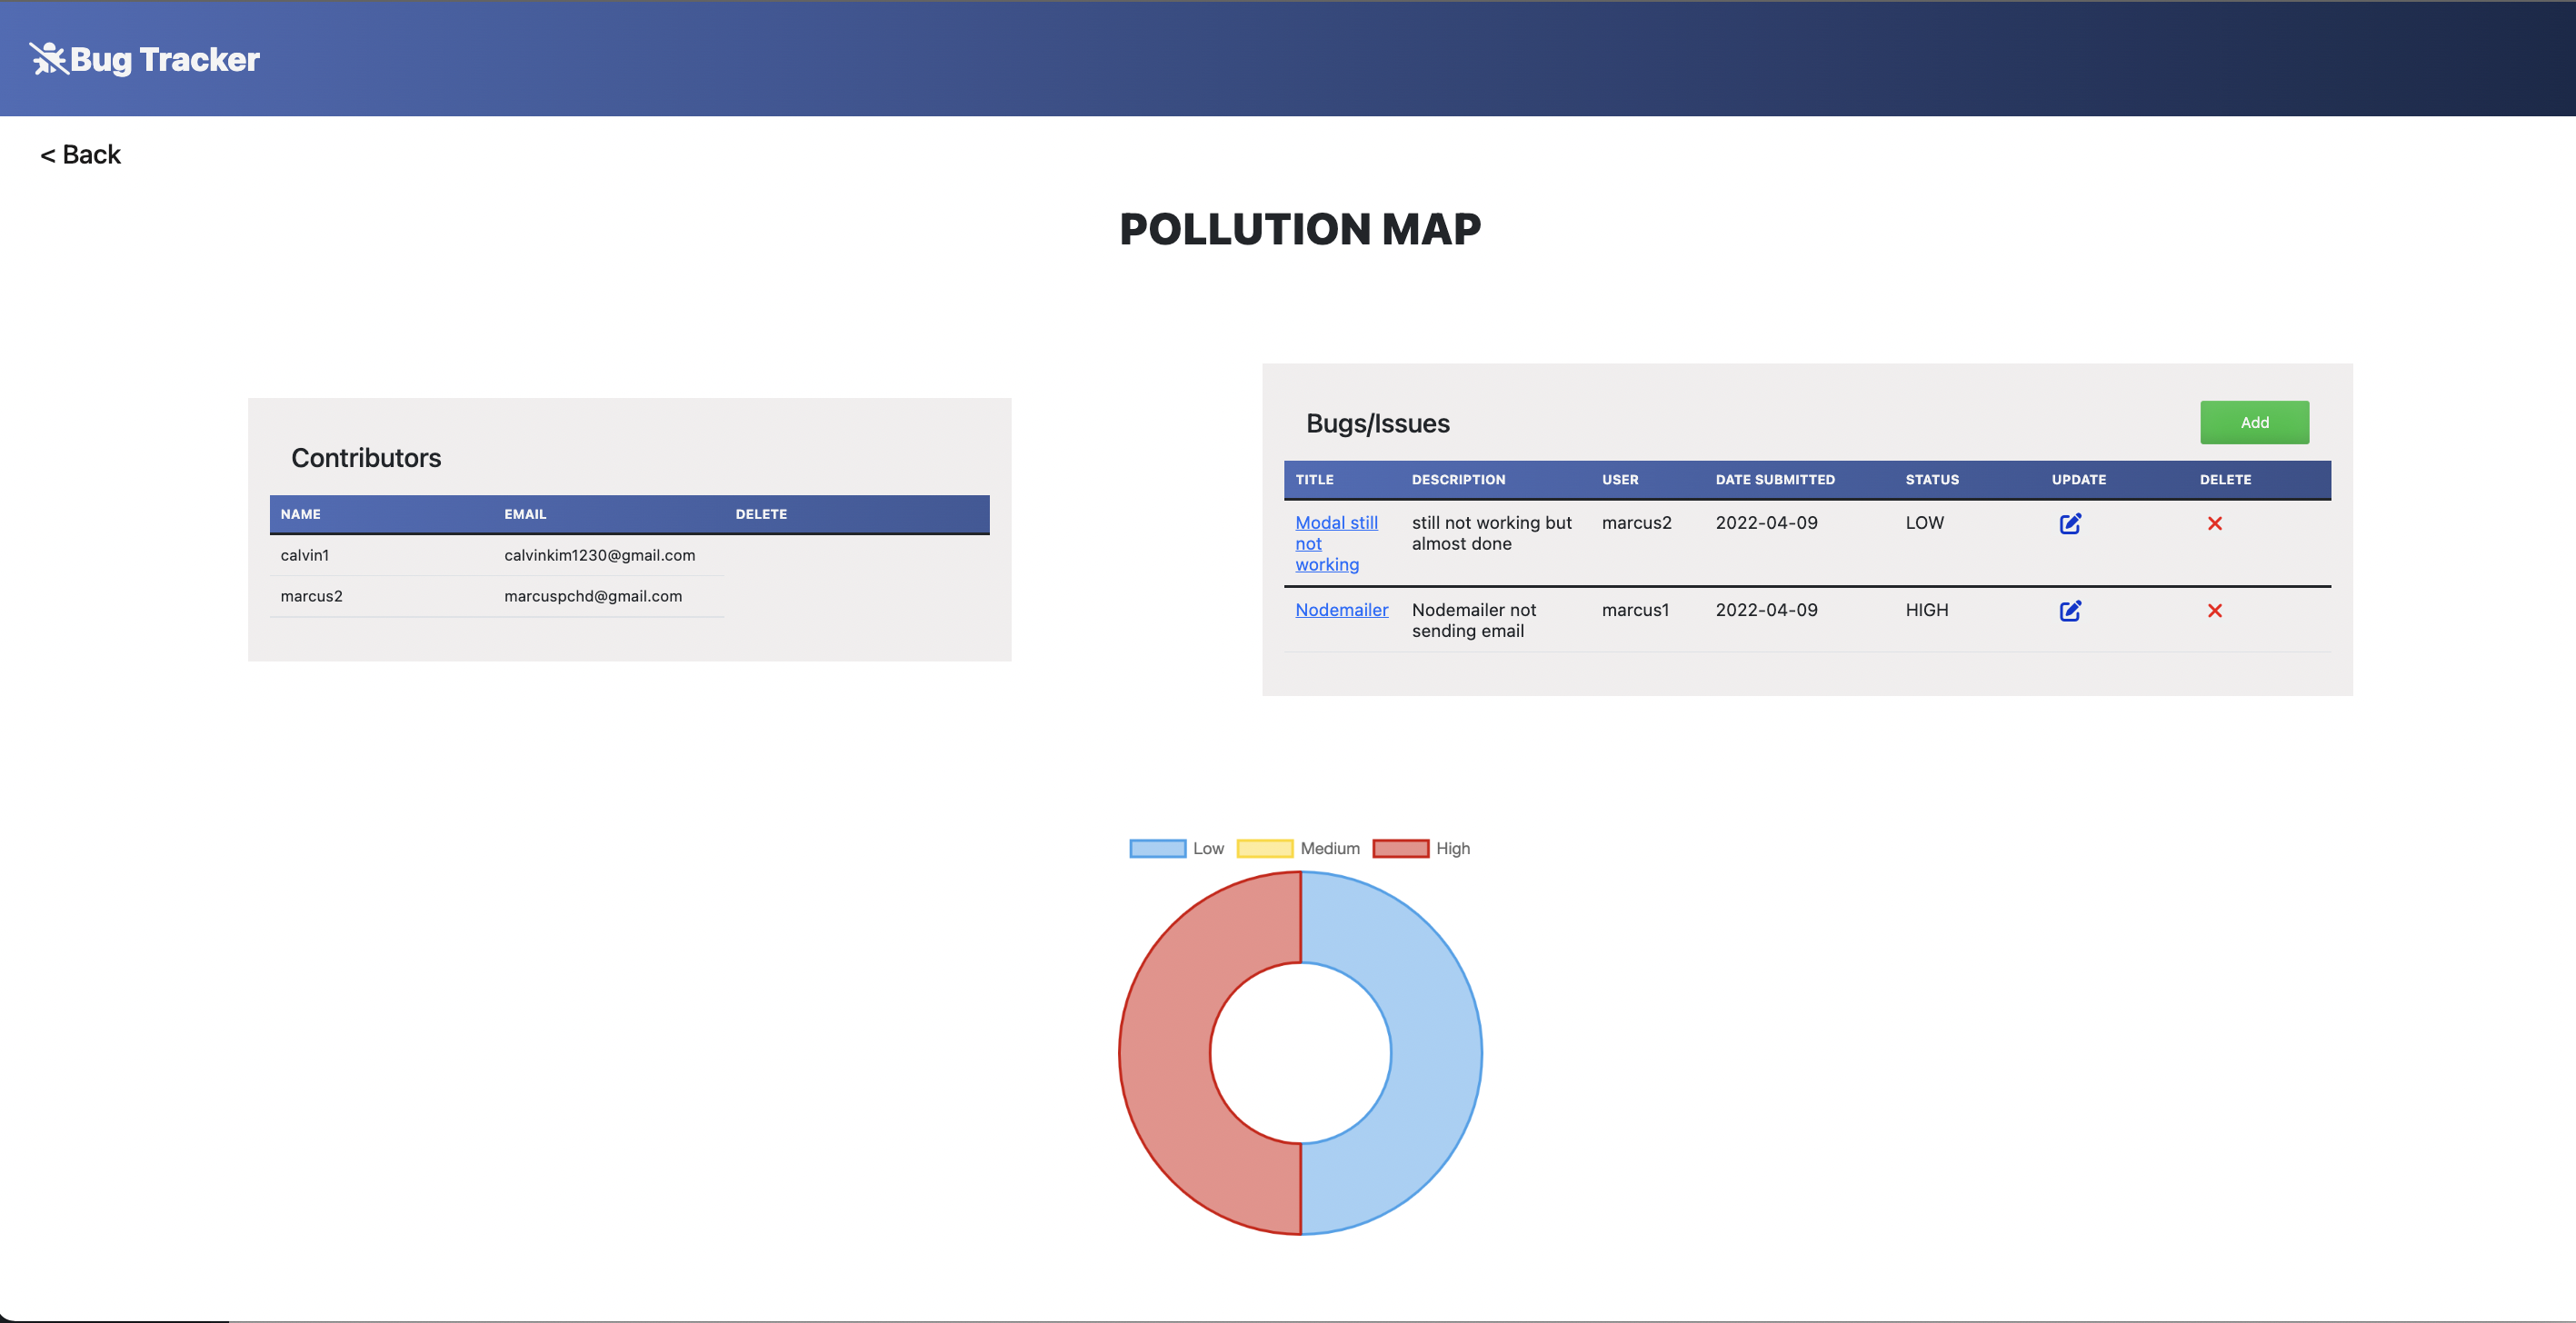 Bug Tracker
< Back
POLLUTION MAP
Contributors
NAME EMAIL DELETE
calvin1 calvinkim1230@gmail.com
marcus2 marcuspchd@gmail.com
Bugs/Issues Add
TITLE DESCRIPTION USER DATE SUBMITTED STATUS UPDATE DELETE
Modal still still not working but marcus2 2022-04-09 LOW
not almost done
working
Nodemailer Nodemailer not marcus1 2022-04-09 HIGH
sending email
Low Medium High